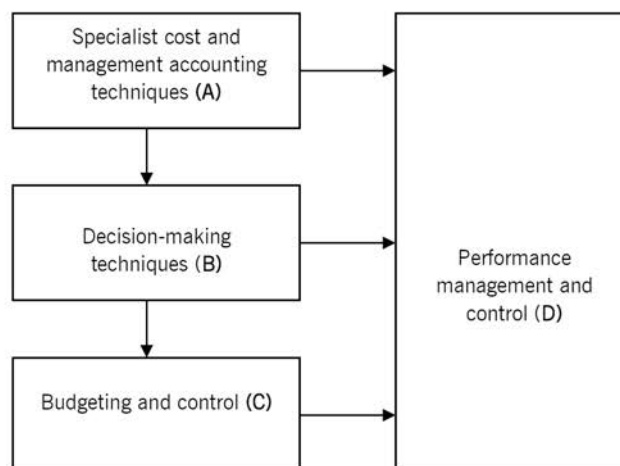 Specialist cost and
management accounting
techniques (A)
Decision-making
techniques (B)
Budgeting and control (C)
Performance
management and
control (D)